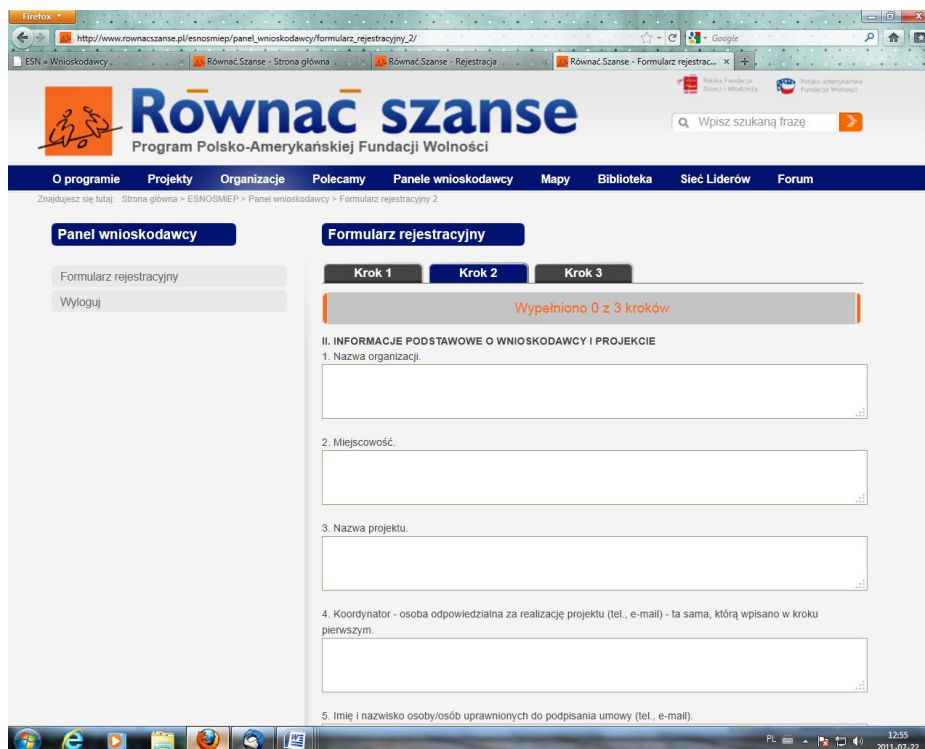 Firefox
http://www.rownacszanse.pl/esnosmiep/panel_wnioskodawcy/formularz_rejestracyjny_2/
Google
ESN » Wnioskodawcy
Równać Szanse - Strona główna
Równać Szanse - Rejestracja
Równać Szanse - Formularz rejestrac...
Polska Fundacja
Dzieci i Młodzieży
Polsko-Amerykańska
Fundacja Wolności
Równać szanse
Program Polsko-Amerykańskiej Fundacji Wolności
Wpisz szukaną frazę
O programie Projekty Organizacje Polecamy Panele wnioskodawcy Mapy Biblioteka Sieć Liderów Forum
Znajdujesz się tutaj: Strona główna > ESNOSMiEP > Panel wnioskodawcy > Formularz rejestracyjny 2
Panel wnioskodawcy
Formularz rejestracyjny
Wyloguj
Formularz rejestracyjny
Krok 1 Krok 2 Krok 3
Wypełniono 0 z 3 kroków
II. INFORMACJE PODSTAWOWE O WNIOSKODAWCY I PROJEKCIE
1. Nazwa organizacji.
2. Miejscowość.
3. Nazwa projektu.
4. Koordynator - osoba odpowiedzialna za realizację projektu (tel., e-mail) - ta sama, którą wpisano w kroku
pierwszym.
5. Imię i nazwisko osoby/osób uprawnionych do podpisania umowy (tel., e-mail).
PL
12:55
2011-07-22